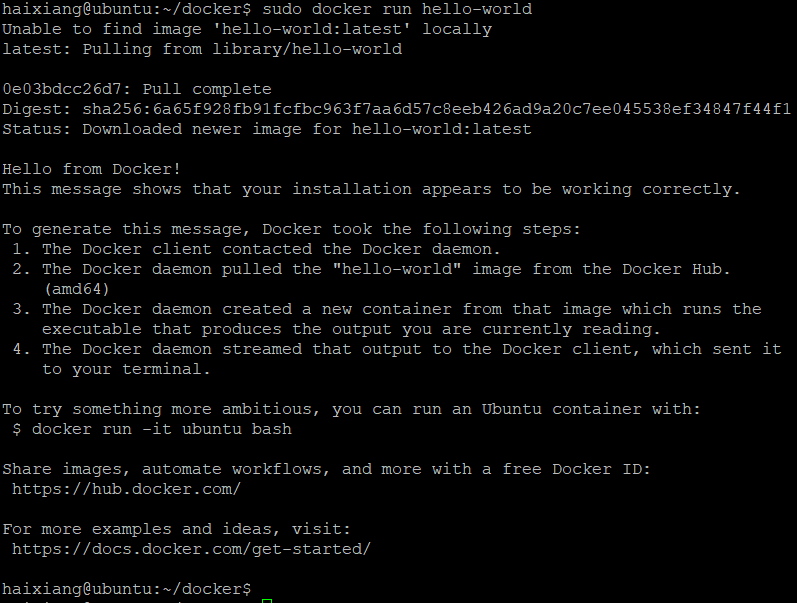 haixiang@ubuntu:~/docker$ sudo docker run hello-world
Unable to find image 'hello-world:latest' locally
latest: Pulling from library/hello-world
0e03bdcc26d7: Pull complete
Digest: sha256:6a65f928fb91fcfbc963f7aa6d57c8eeb426ad9a20c7ee045538ef34847f44f1
Status: Downloaded newer image for hello-world:latest
Hello from Docker!
This message shows that your installation appears to be working correctly.
To generate this message, Docker took the following steps:
1. The Docker client contacted the Docker daemon.
2. The Docker daemon pulled the "hello-world" image from the Docker Hub.
(amd64)
3. The Docker daemon created a new container from that image which runs the
executable that produces the output you are currently reading.
4. The Docker daemon streamed that output to the Docker client, which sent it
to your terminal.
To try something more ambitious, you can run an Ubuntu container with:
$ docker run -it ubuntu bash
Share images, automate workflows, and more with a free Docker ID:
https://hub.docker.com/
For more examples and ideas, visit:
https://docs.docker.com/get-started/
haixiang@ubuntu:~/docker$